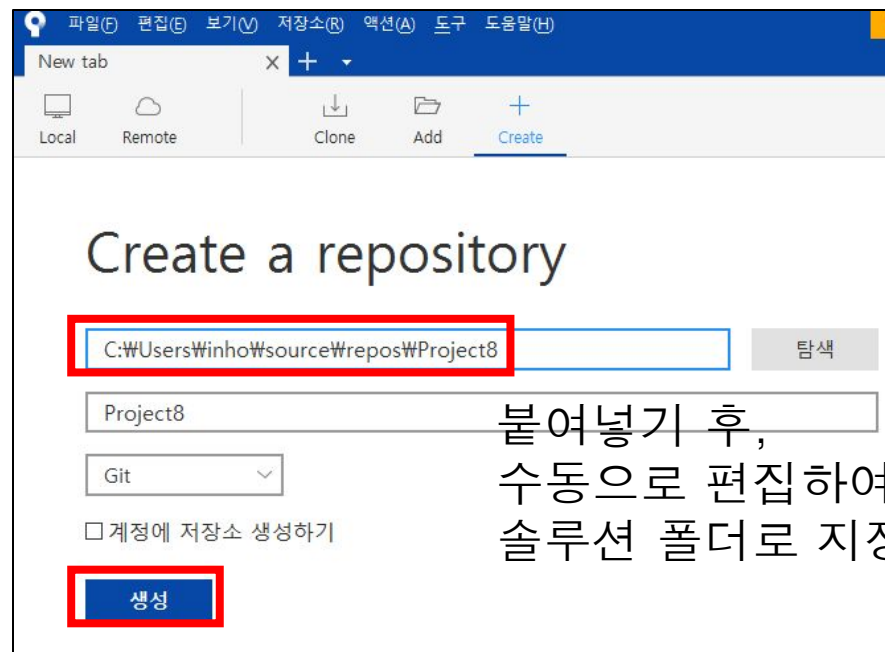 파일(F) 편집(E) 보기(V) 저장소(R) 액션(A) 도구 도움말(H)
New tab
Local Remote Clone Add Create
Create a repository
C:₩Users₩inho₩source₩repos₩Project8 탐색
Project8
붙여넣기 후,
Git
수동으로 편집하여
계정에 저장소 생성하기
솔루션 폴더로 지정
생성